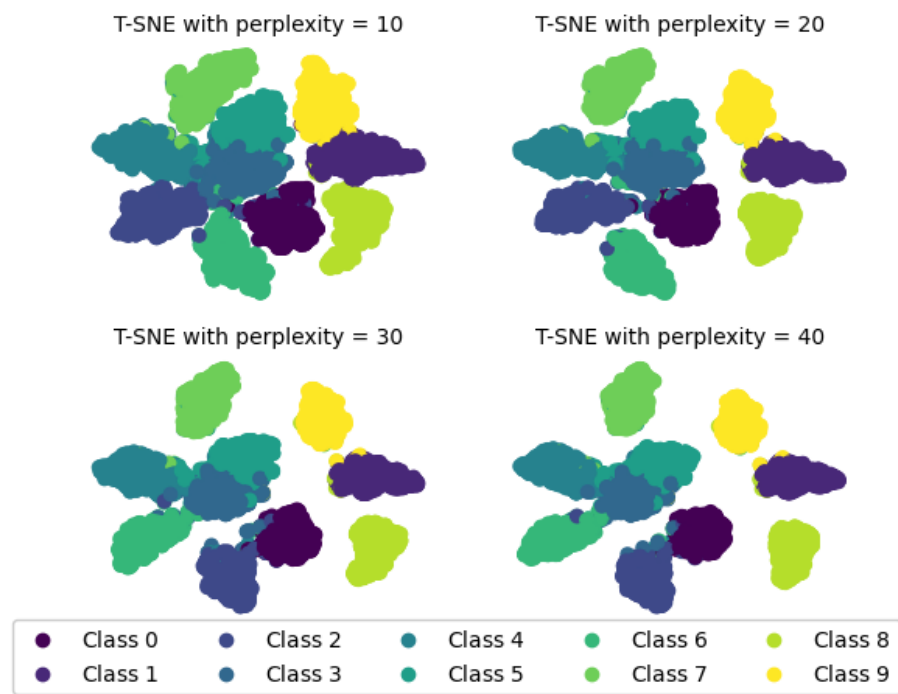 T-SNE with perplexity = 10
T-SNE with perplexity = 20
T-SNE with perplexity = 30
T-SNE with perplexity = 40
Class 0 Class 2 Class 4 Class 6 Class 8
Class 1 Class 3 Class 5 Class 7 Class 9